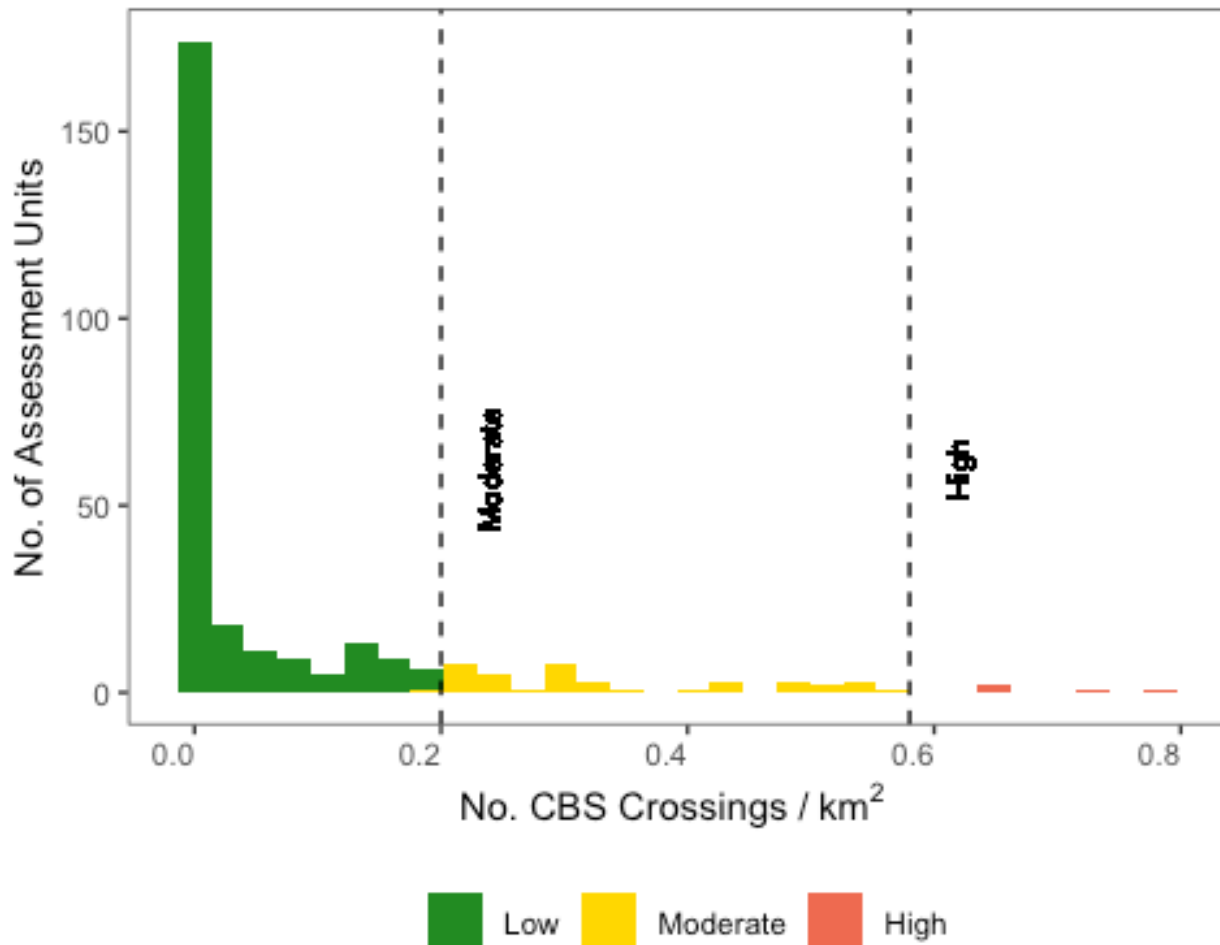 150
100
50
0
No. of Assessment Units
Moderate
High
0.0 0.2 0.4 0.6 0.8
No. CBS Crossings / km²
Low Moderate High